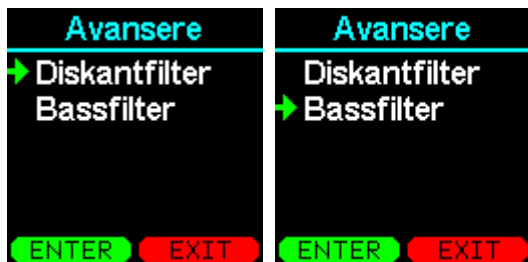 Avansere
Diskantfilter
Bassfilter
ENTER EXIT
Avansere
Diskantfilter
Bassfilter
ENTER EXIT